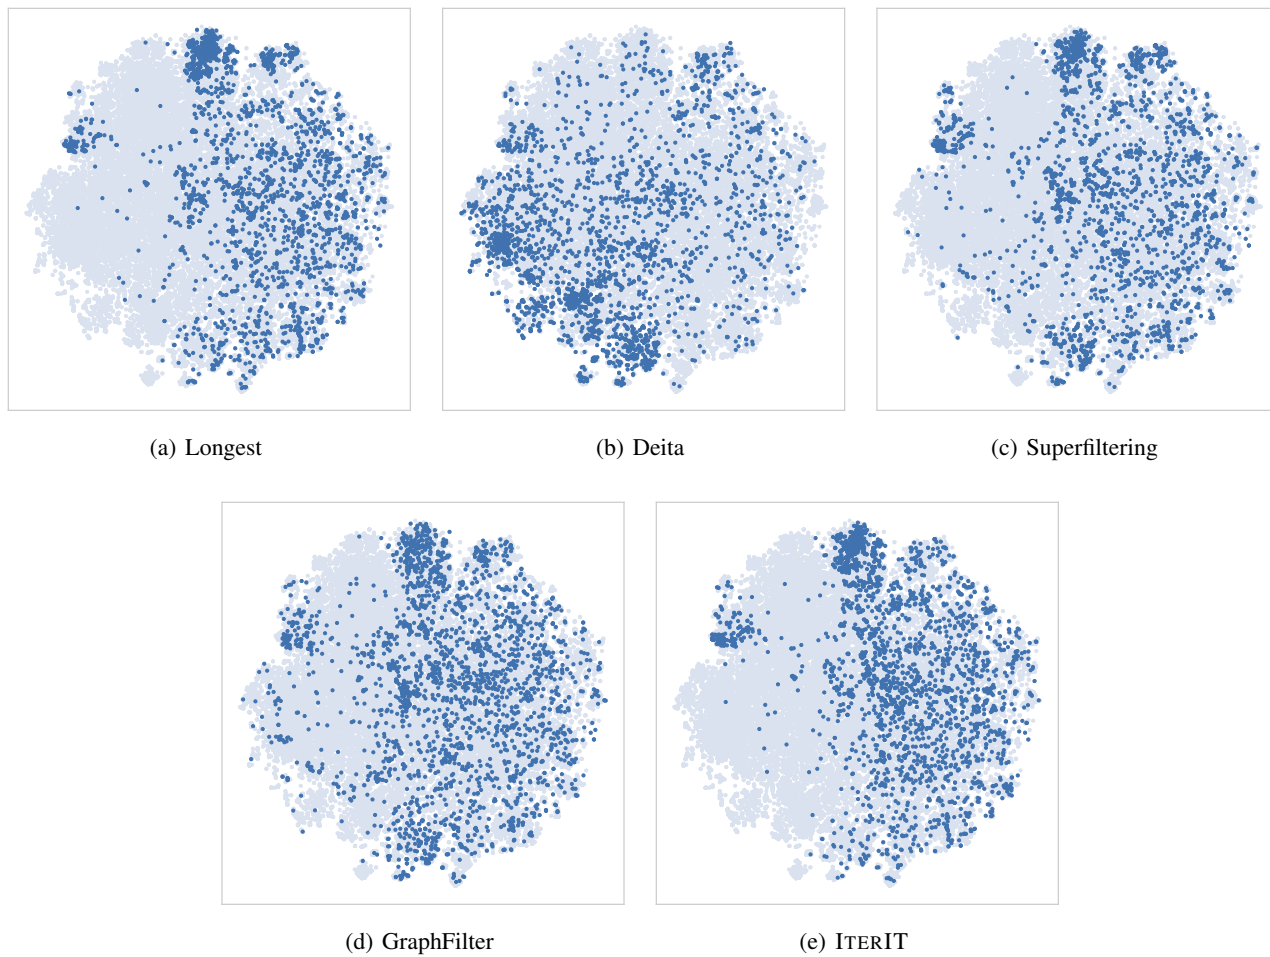 (a) Longest
(b) Deita
(c) Superfiltering
(d) GraphFilter
(e) ITERIT